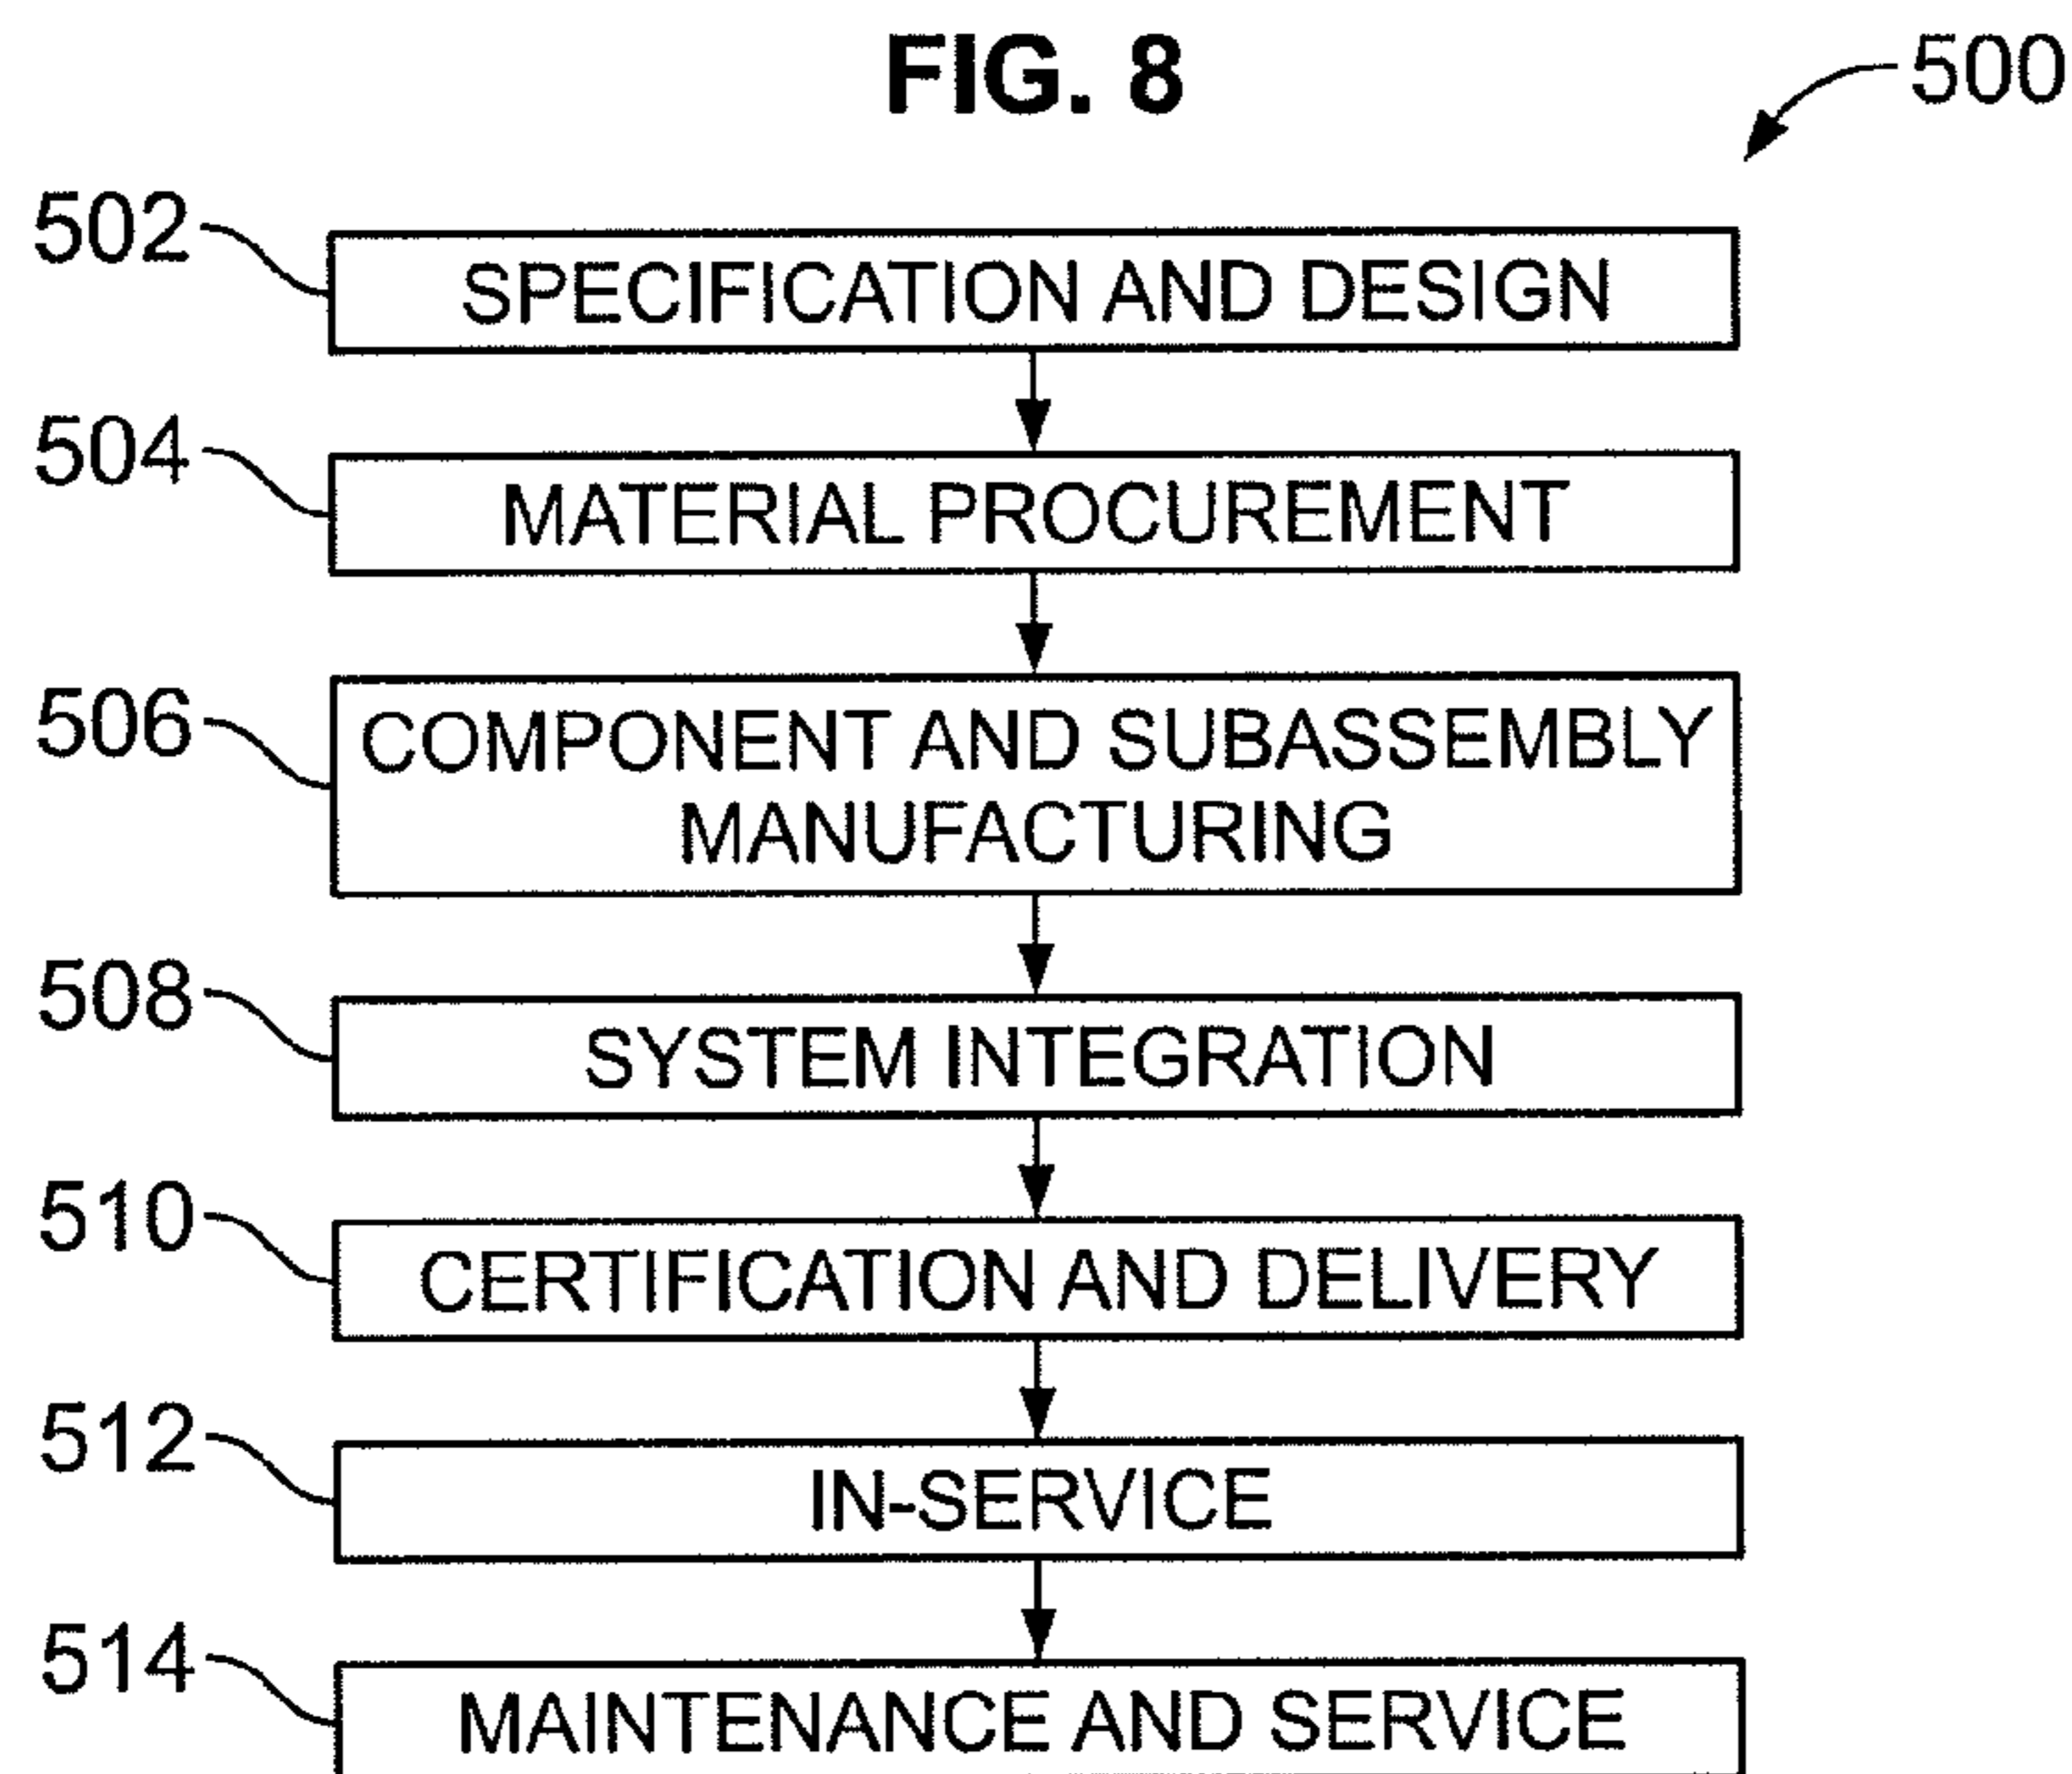 FIG. 8
500
502
SPECIFICATION AND DESIGN
504
MATERIAL PROCUREMENT
506
COMPONENT AND SUBASSEMBLY
MANUFACTURING
508
SYSTEM INTEGRATION
510
CERTIFICATION AND DELIVERY
512
IN-SERVICE
514
MAINTENANCE AND SERVICE